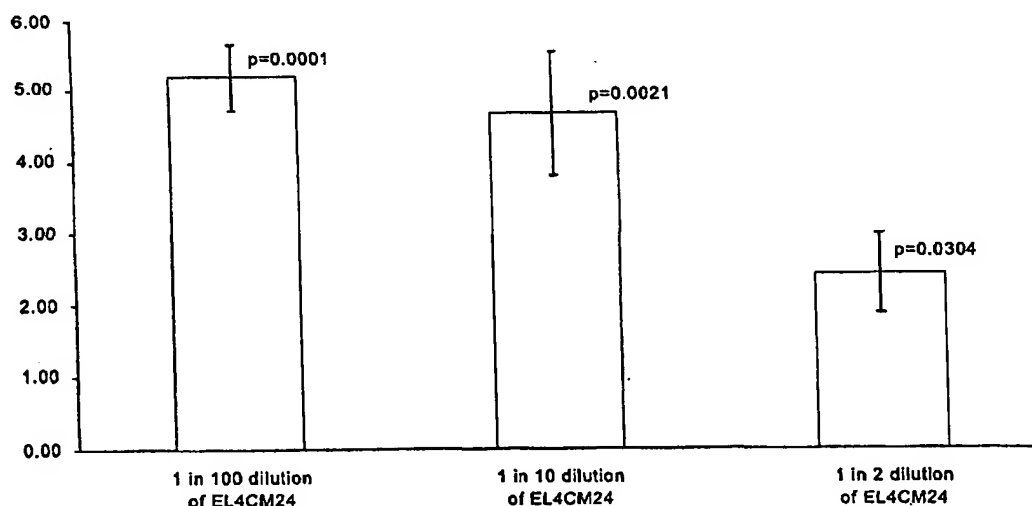 6.00
5.00
4.00
3.00
2.00
1.00
0.00
p=0.0001
p=0.0021
p=0.0304
1 in 100 dilution
of EL4CM24
1 in 10 dilution
of EL4CM24
1 in 2 dilution
of EL4CM24